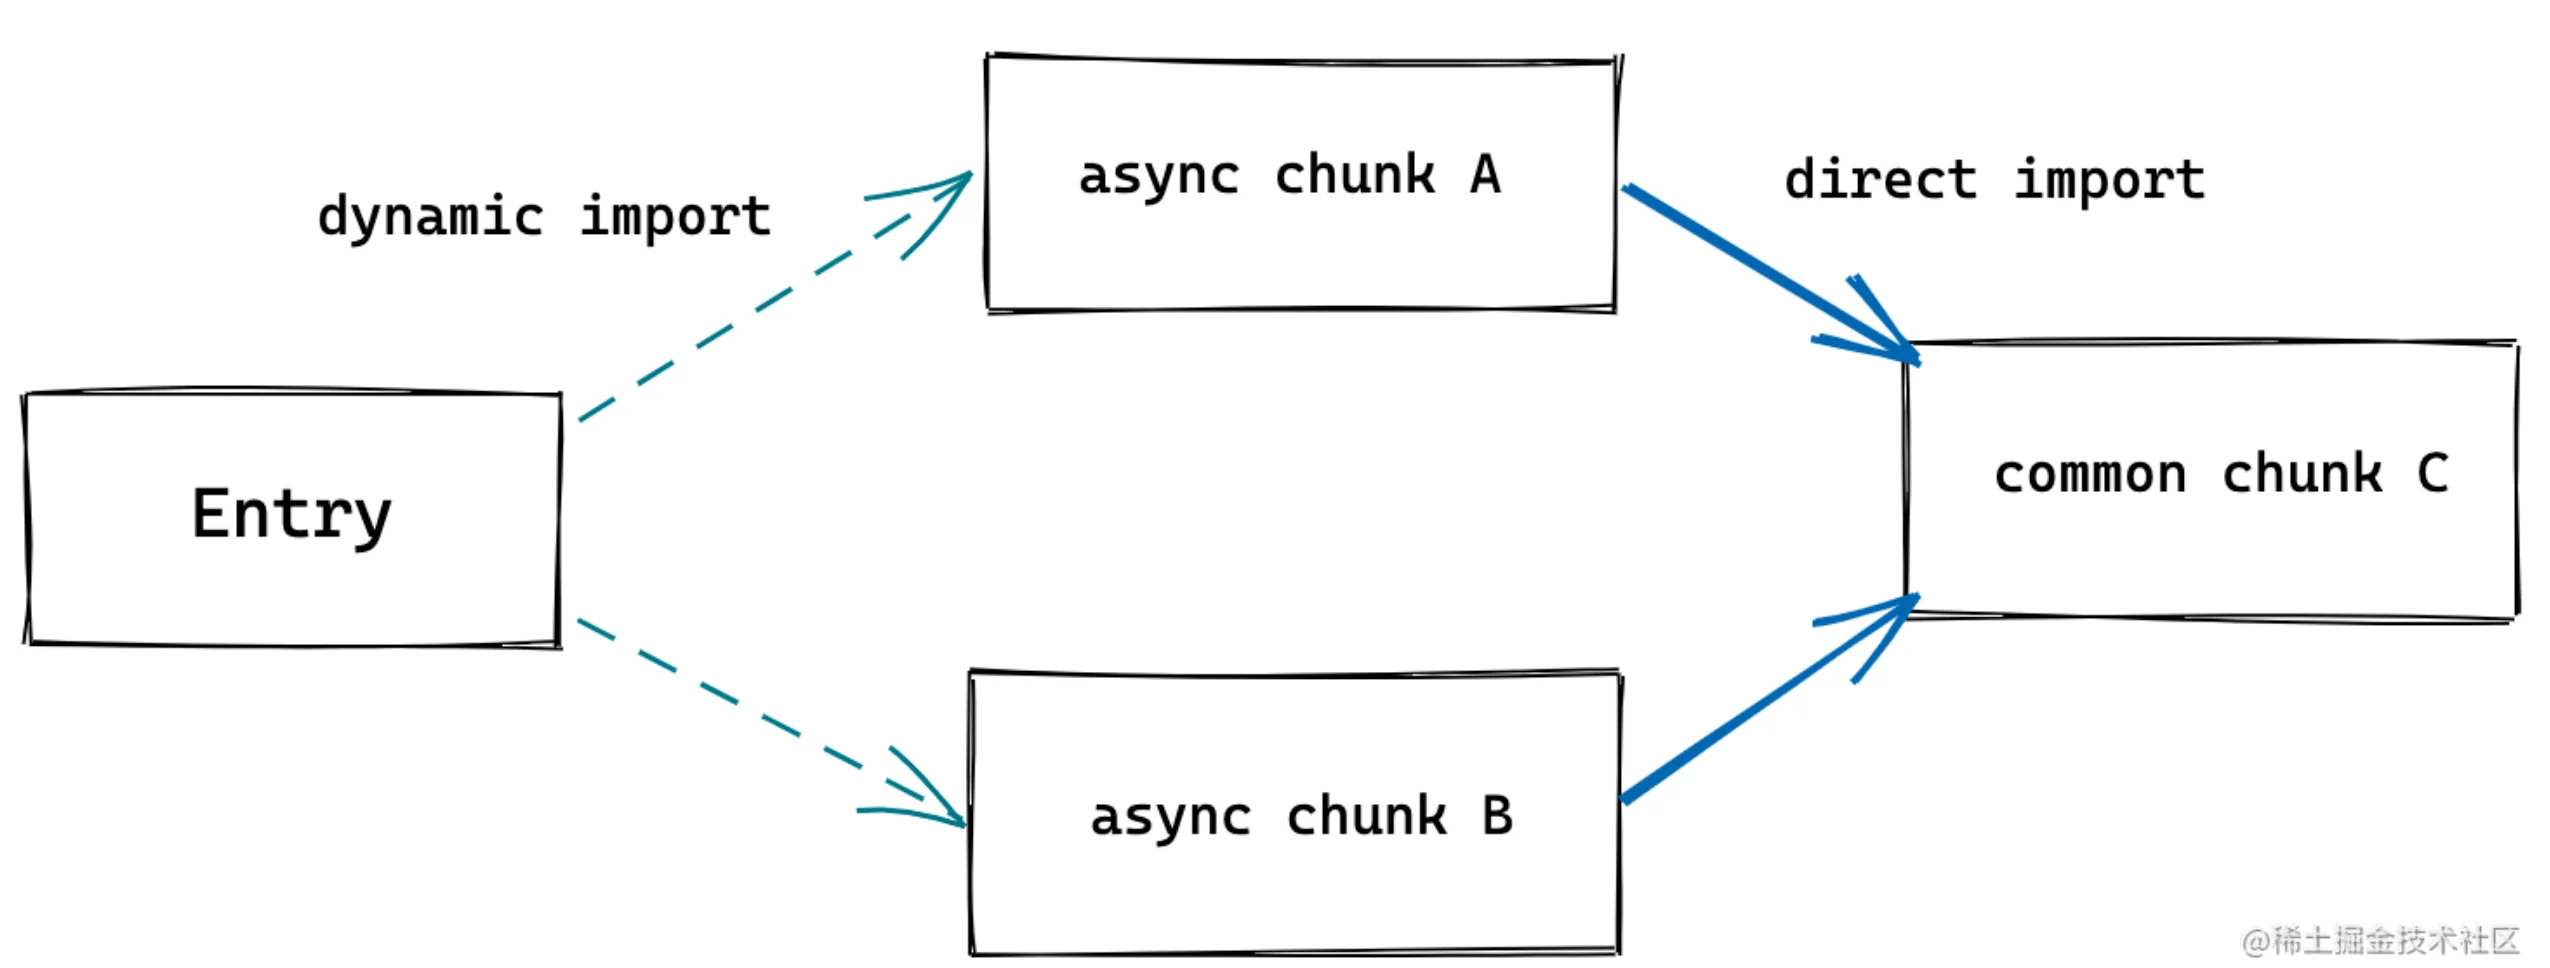 async chunk A
direct import
dynamic import
common chunk C
Entry
async chunk B
@稀土掘金技术社区